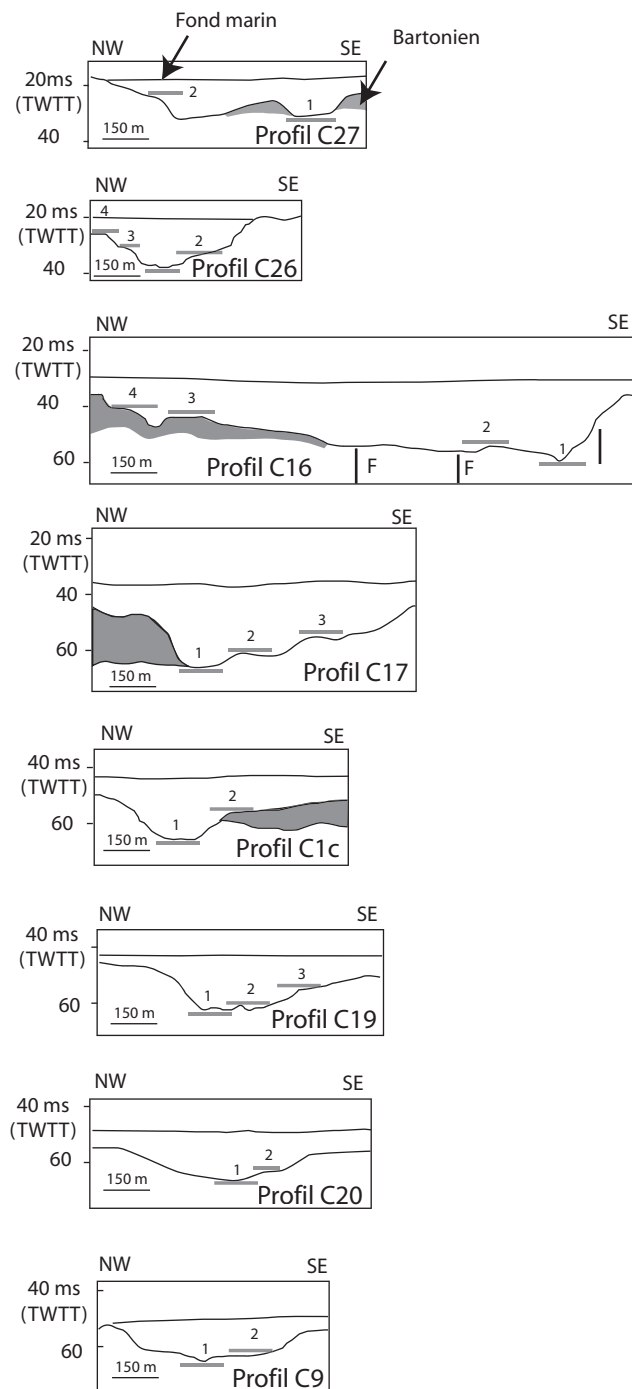 Fond marin
NW SE
Bartonien
20ms
(TWTT)
2
1
40
150 m
Profil C27
NW SE
20 ms
(TWTT)
4
3
2
40
150 m
Profil C26
NW SE
20 ms
(TWTT)
40
4
3
2
1
60
150 m
Profil C16
F F
NW SE
20 ms
(TWTT)
40
60
1
2
3
150 m
Profil C17
NW SE
40 ms
(TWTT)
2
60
1
150 m
Profil C1c
NW SE
40 ms
(TWTT)
3
1 2
60
150 m
Profil C19
NW SE
40 ms
(TWTT)
60
2
1
150 m
Profil C20
NW SE
40 ms
(TWTT)
2
1
60
150 m
Profil C9